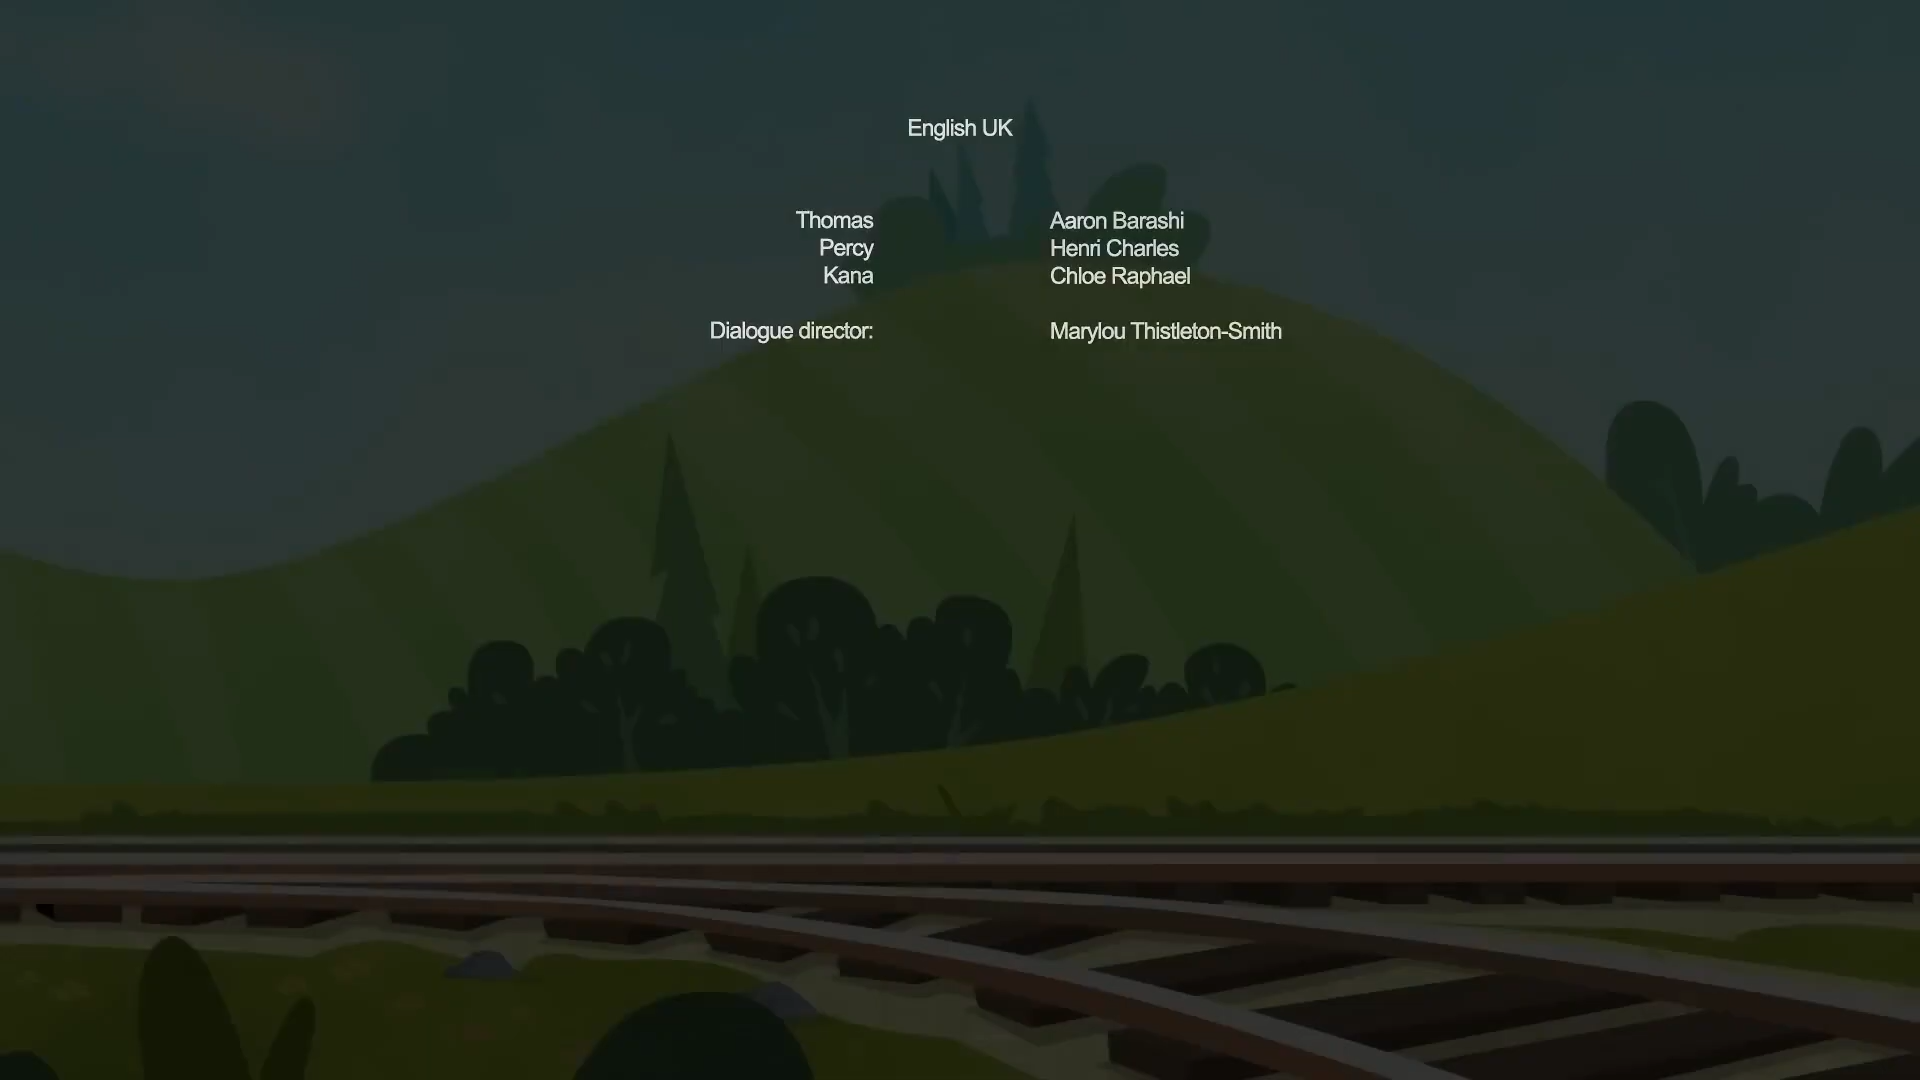 English UK
Thomas Aaron Barashi
Percy Henri Charles
Kana Chloe Raphael
Dialogue director: Marylou Thistleton-Smith